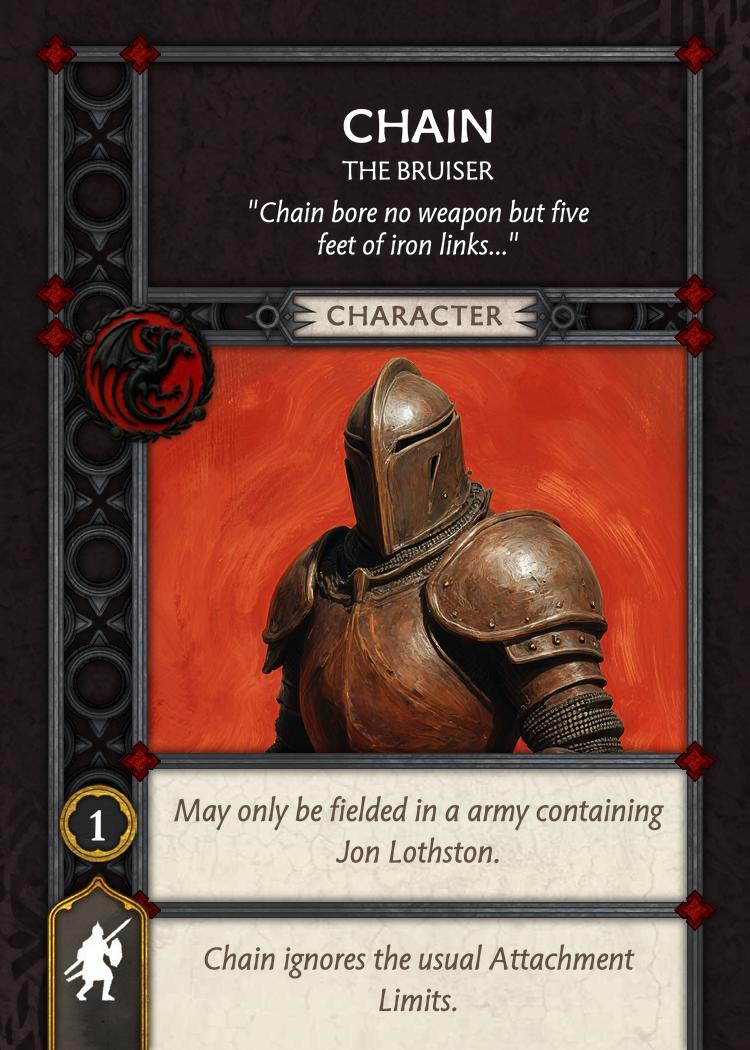 CHAIN
THE BRUISER
"Chain bore no weapon but five
feet of iron links..."
CHARACTER
1
May only be fielded in a army containing
Jon Lothston.
Chain ignores the usual Attachment
Limits.